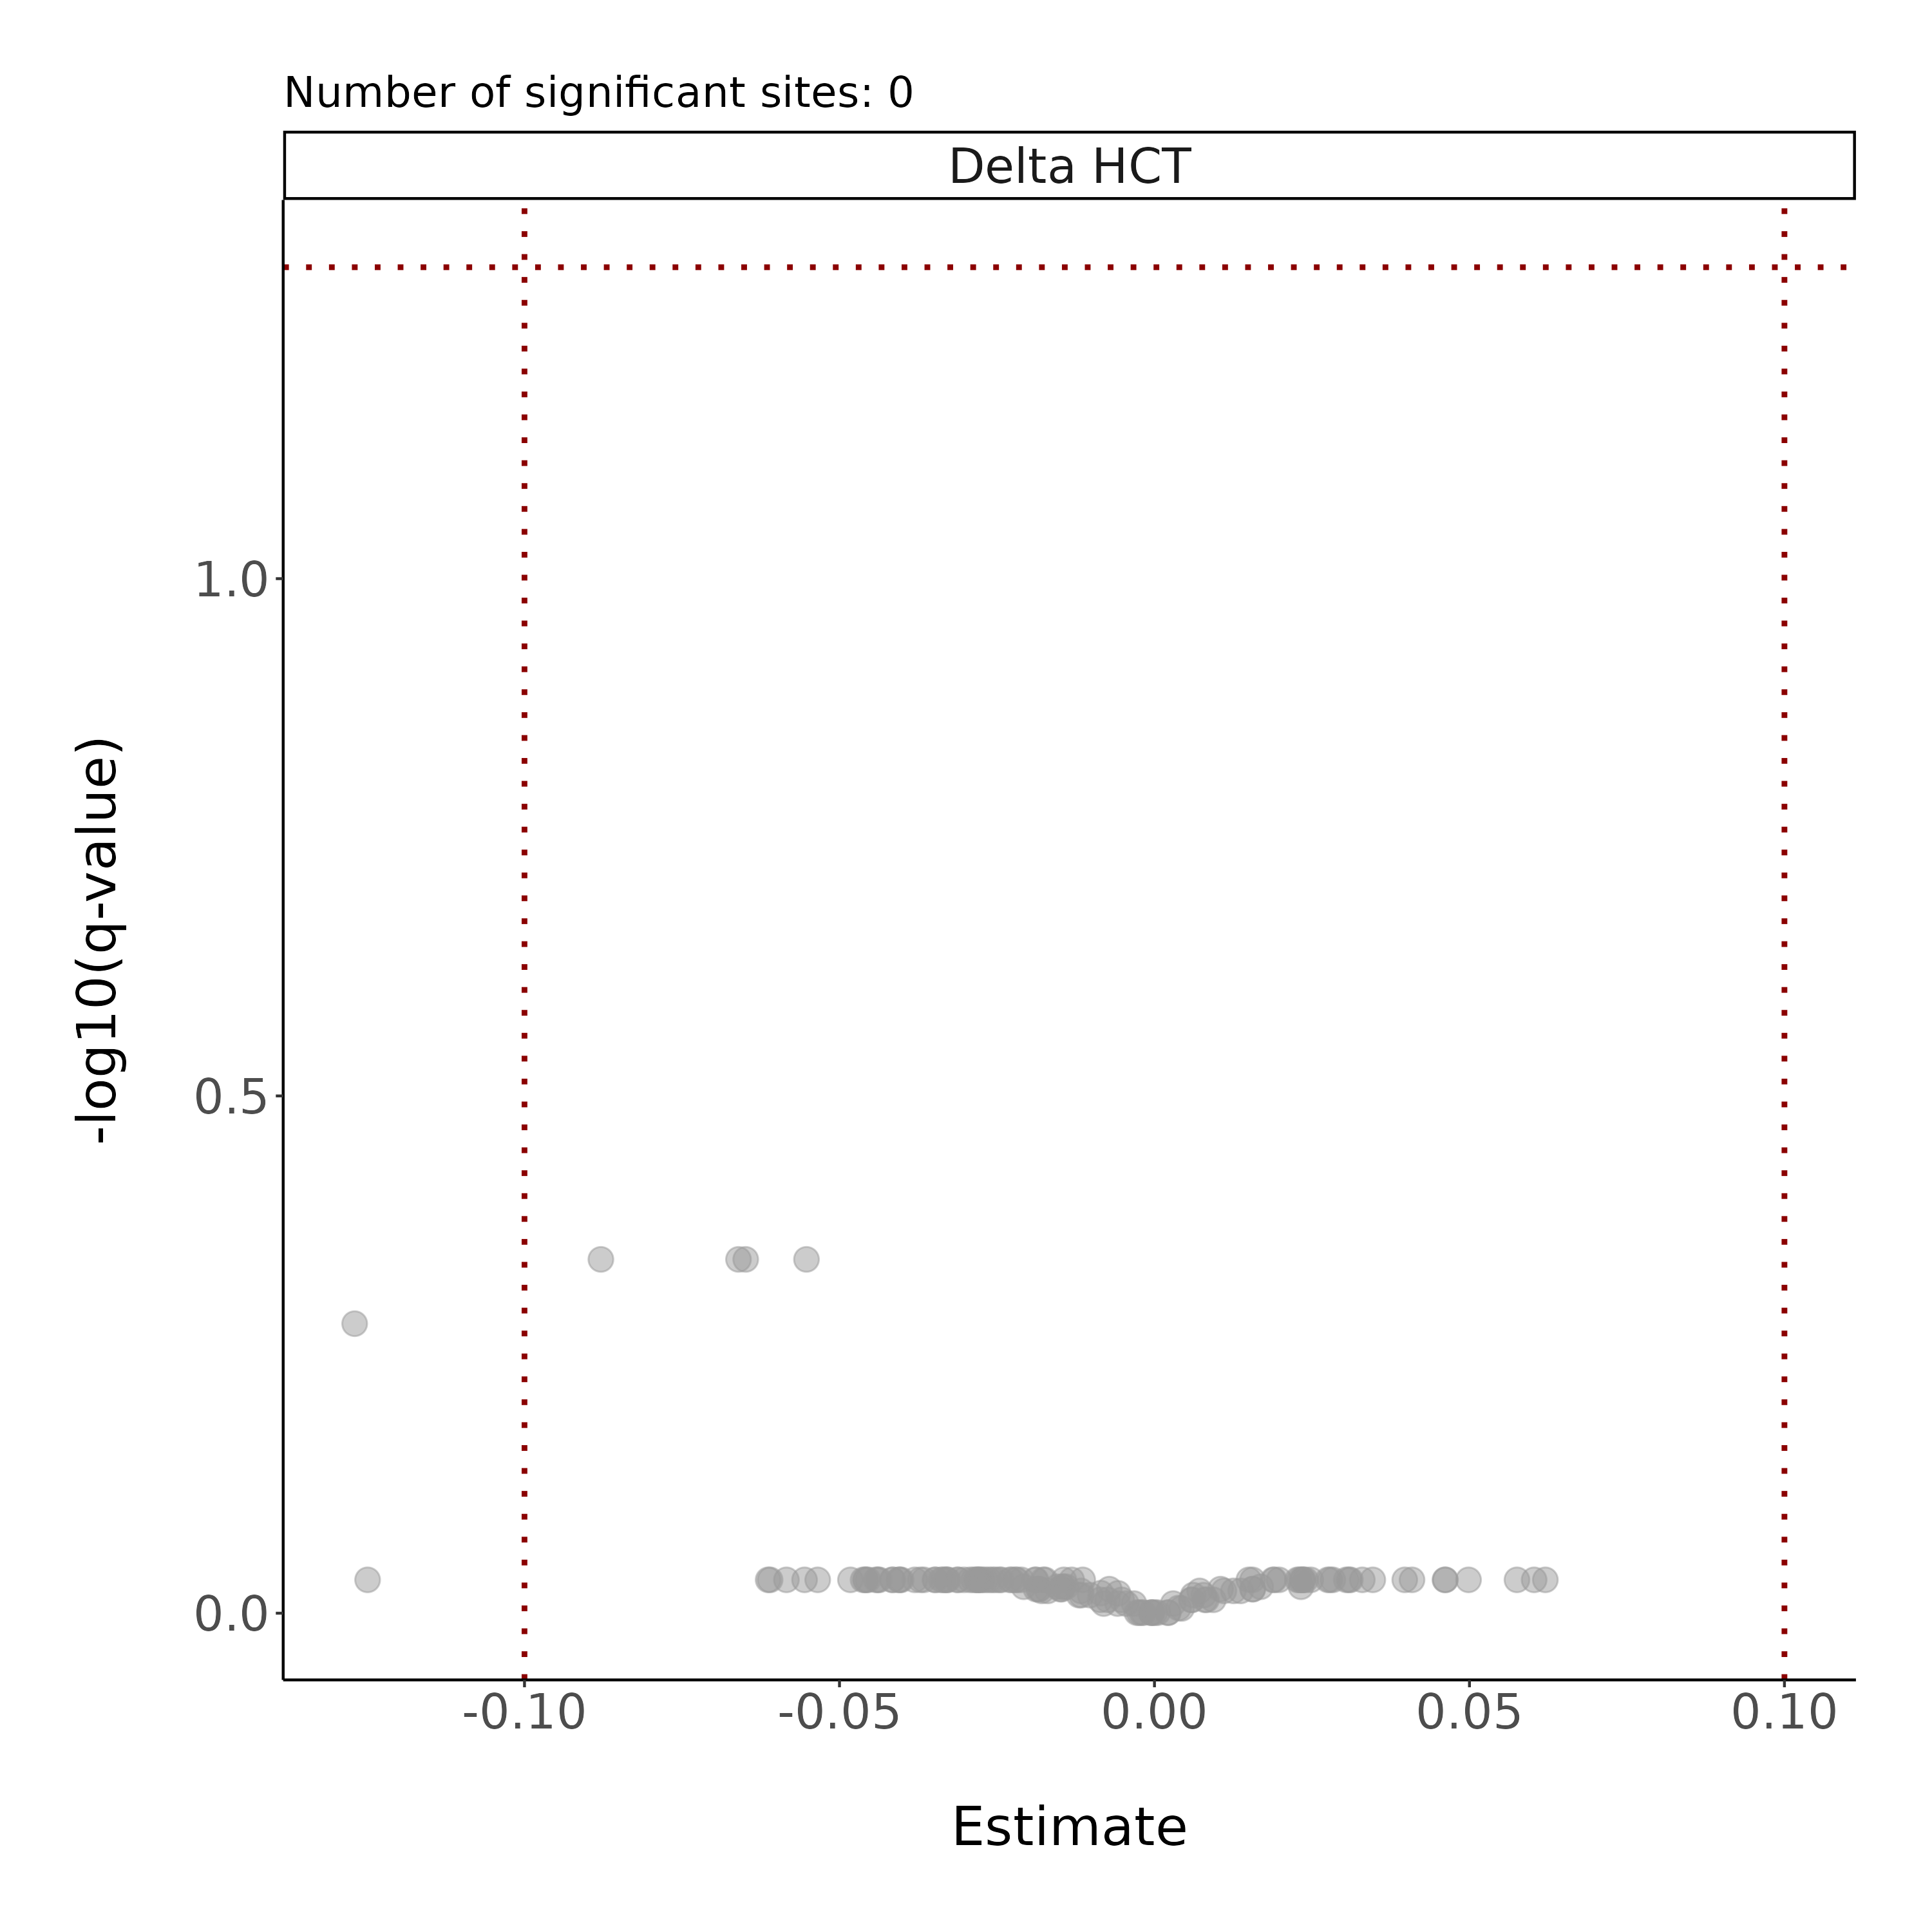 Number of significant sites: 0
Delta HCT
-log10(q-value)
1.0
0.5
0.0
-0.10
-0.05
0.00
0.05
0.10
Estimate